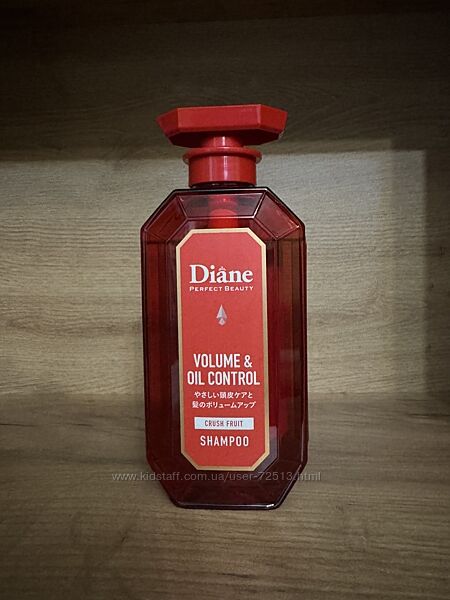 Diâne
PERFECT BEAUTY
VOLUME &
OIL CONTROL
やさしい頭皮ケアと
髪のボリュームアップ
CRUSH FRUIT
SHAMPOO
www.kidstaff.com.ua/user-72513.html